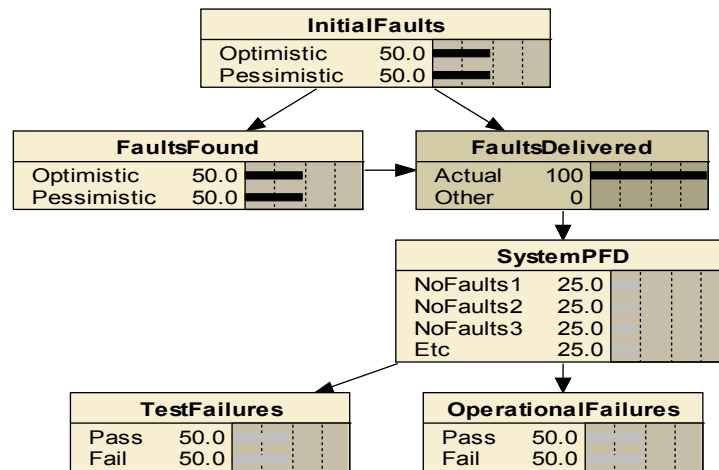 InitialFaults
Optimistic 50.0
Pessimistic 50.0
FaultsFound
Optimistic 50.0
Pessimistic 50.0
FaultsDelivered
Actual 100
Other 0
SystemPFD
NoFaults1 25.0
NoFaults2 25.0
NoFaults3 25.0
Etc 25.0
TestFailures
Pass 50.0
Fail 50.0
OperationalFailures
Pass 50.0
Fail 50.0